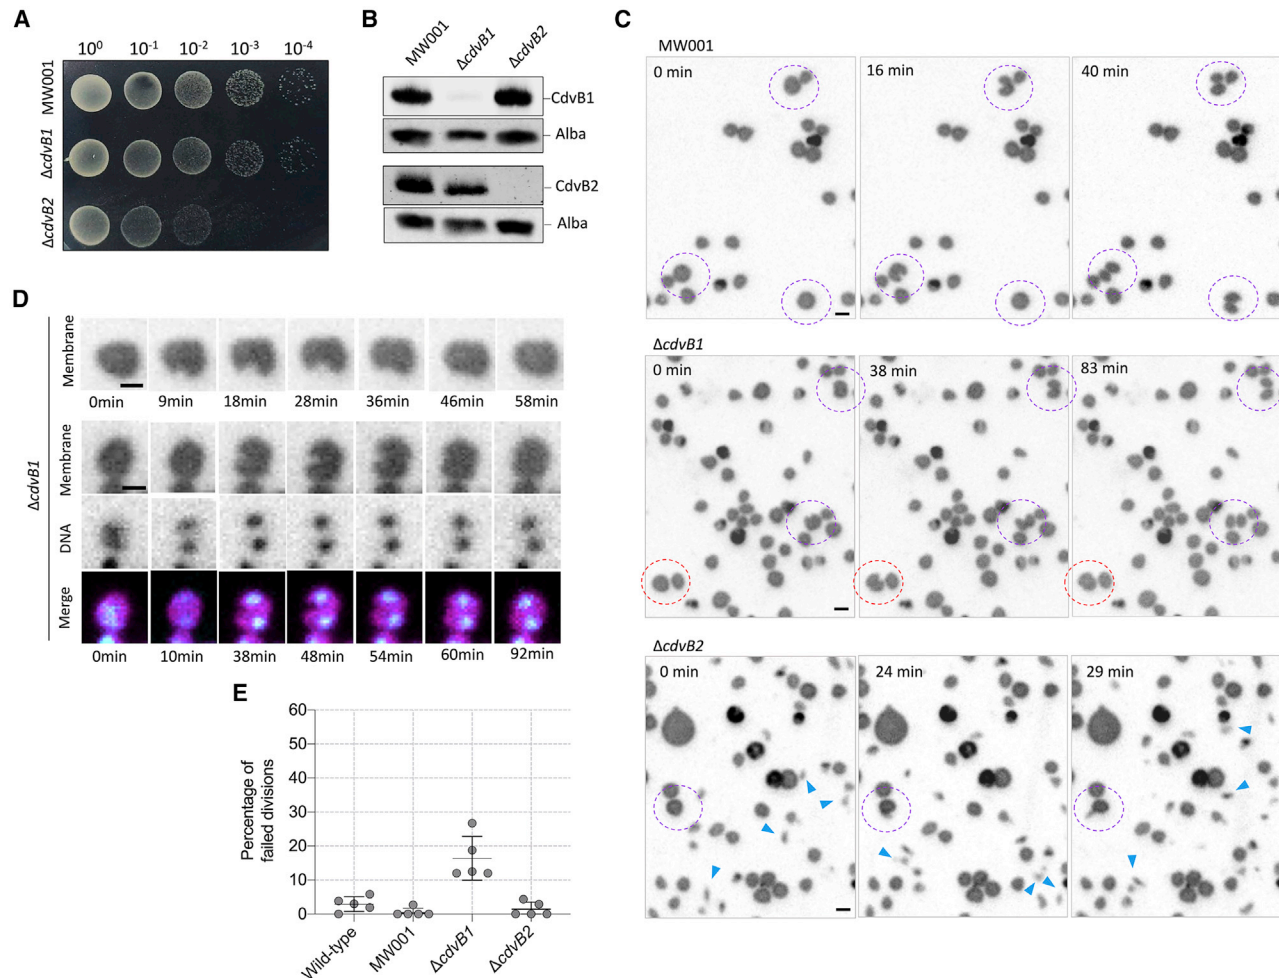 A
10⁰ 10⁻¹ 10⁻² 10⁻³ 10⁻⁴
MW001
ΔcdvB1
ΔcdvB2
B
MW001 ΔcdvB1 ΔcdvB2
CdvB1
Alba
CdvB2
Alba
C
MW001
0 min 16 min 40 min
ΔcdvB1
0 min 38 min 83 min
ΔcdvB2
0 min 24 min 29 min
D
ΔcdvB1
Membrane
0min 9min 18min 28min 36min 46min 58min
Membrane
DNA
Merge
0min 10min 38min 48min 54min 60min 92min
E
Percentage of
failed divisions
60
50
40
30
20
10
0
Wild-type MW001 ΔcdvB1 ΔcdvB2